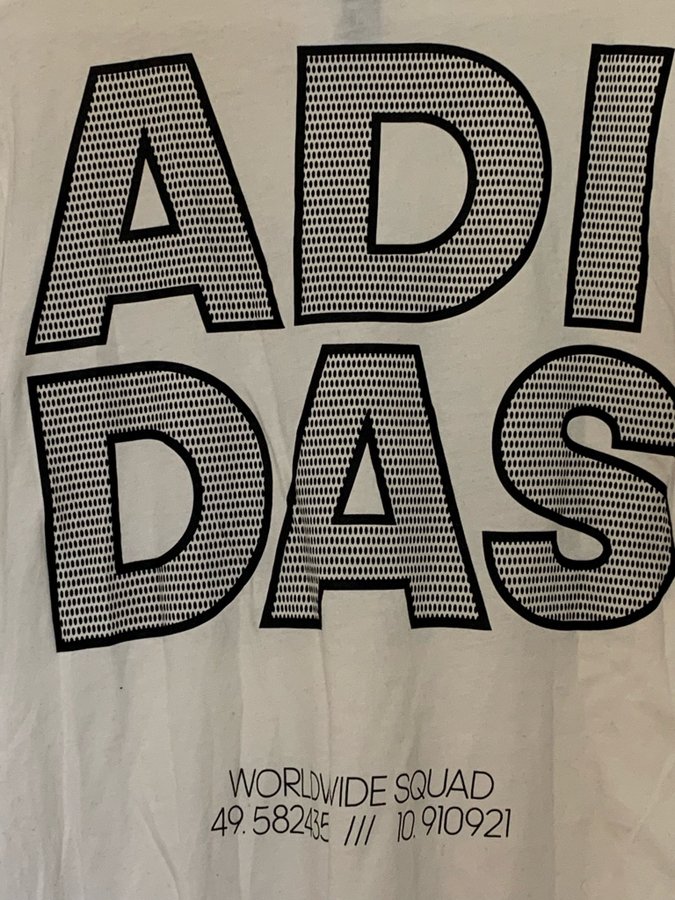 ADI
DAS
WORLDWIDE SQUAD
49.582435 /// 10.910921